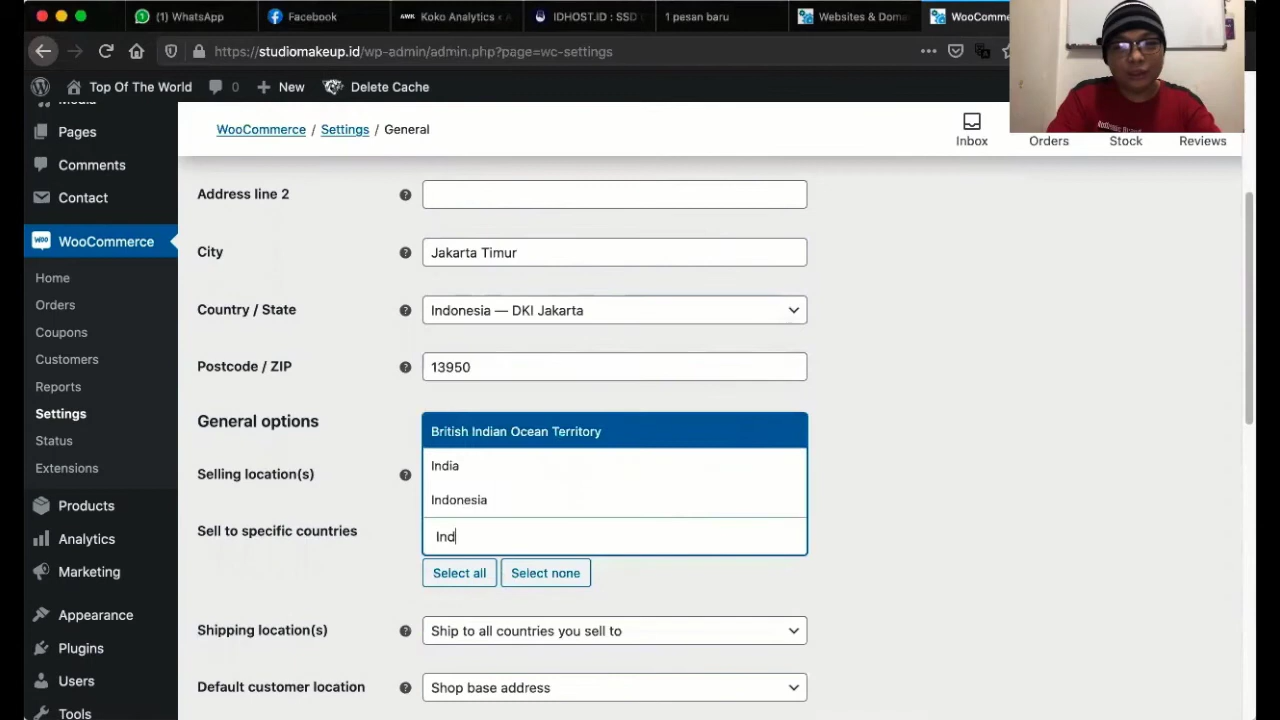 WhatsApp
Facebook
AWK Koko Analytics <
IDHOST.ID : SSD
1 pesan baru
Websites & Doma
WooComme
https://studiomakeup.id/wp-admin/admin.php?page=wc-settings
Top Of The World
0
New
Delete Cache
Media
Pages
Comments
Contact
WooCommerce
Home
Orders
Coupons
Customers
Reports
Settings
Status
Extensions
Products
Analytics
Marketing
Appearance
Plugins
Users
Tools
WooCommerce / Settings / General
Inbox
Orders
Stock
Reviews
Address line 2
City
Jakarta Timur
Country / State
Indonesia — DKI Jakarta
Postcode / ZIP
13950
General options
British Indian Ocean Territory
India
Selling location(s)
Indonesia
Sell to specific countries
Ind
Select all
Select none
Shipping location(s)
Ship to all countries you sell to
Default customer location
Shop base address